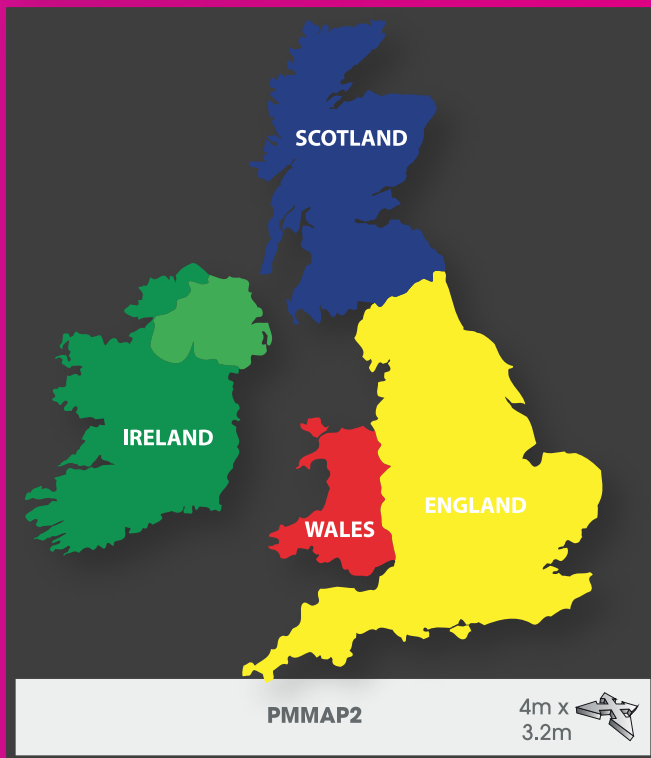 SCOTLAND
IRELAND
ENGLAND
WALES
PMMAP2
4m x
3.2m